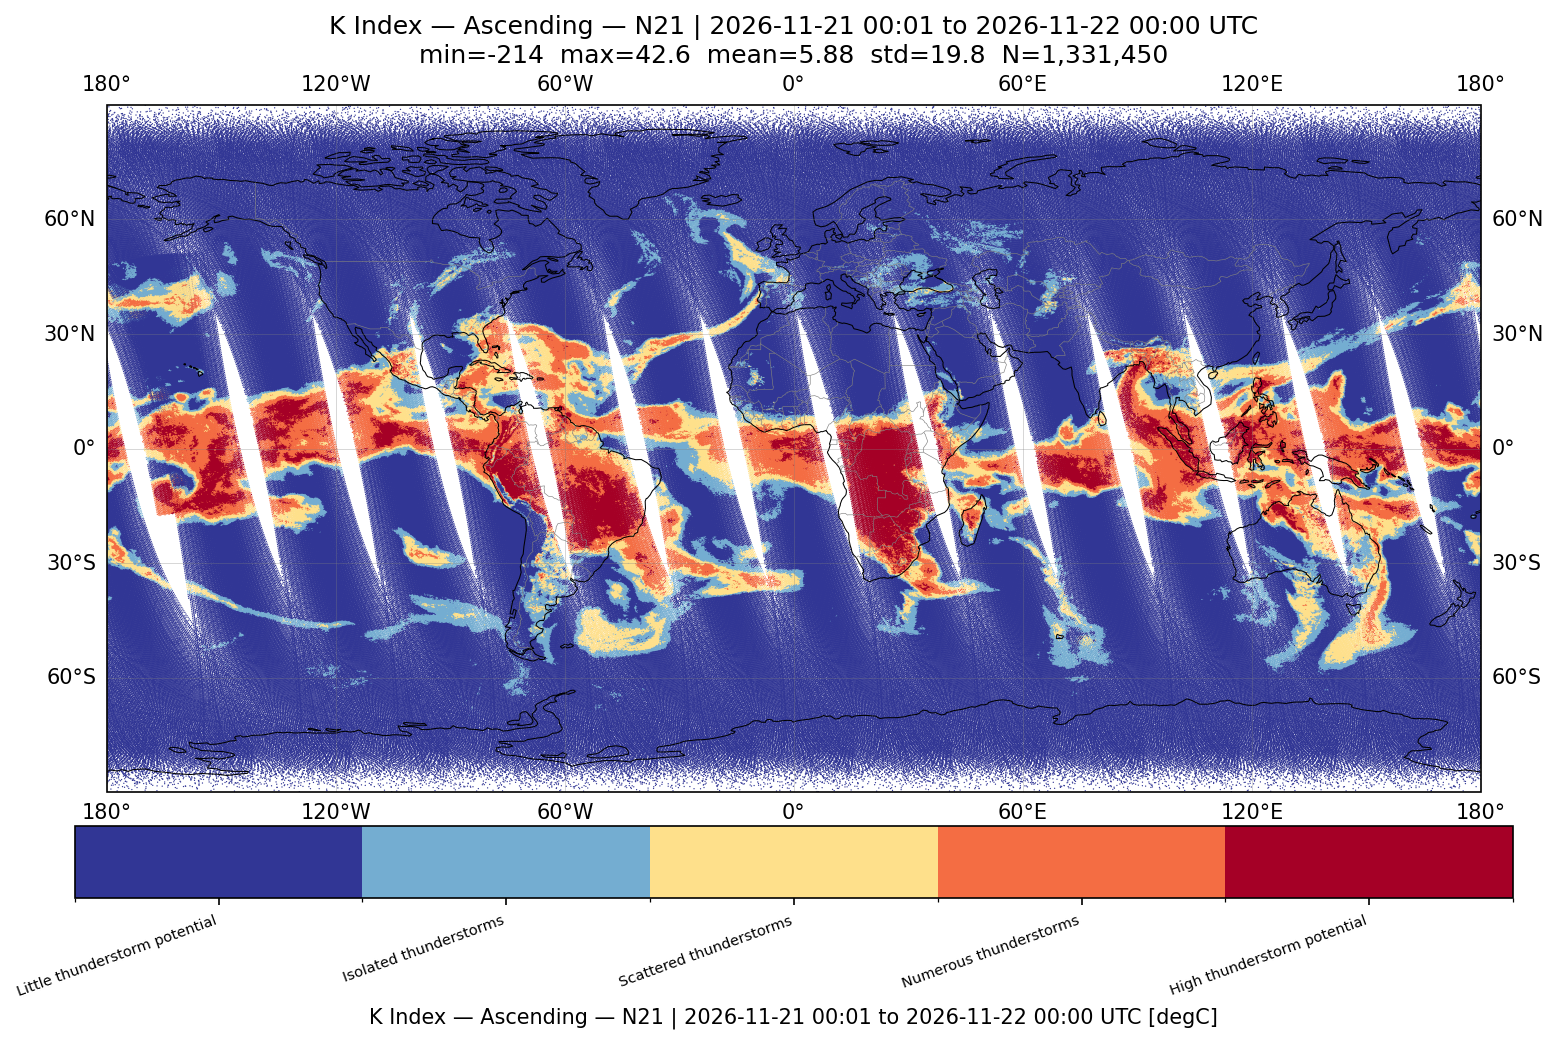 K Index — Ascending — N21 | 2026-11-21 00:01 to 2026-11-22 00:00 UTC
min=-214  max=42.6  mean=5.88  std=19.8  N=1,331,450
180° 120°W 60°W 0° 60°E 120°E 180°
60°N 60°N
30°N 30°N
0° 0°
30°S 30°S
60°S 60°S
180° 120°W 60°W 0° 60°E 120°E 180°
Little thunderstorm potential
Isolated thunderstorms
Scattered thunderstorms
Numerous thunderstorms
High thunderstorm potential
K Index — Ascending — N21 | 2026-11-21 00:01 to 2026-11-22 00:00 UTC [degC]